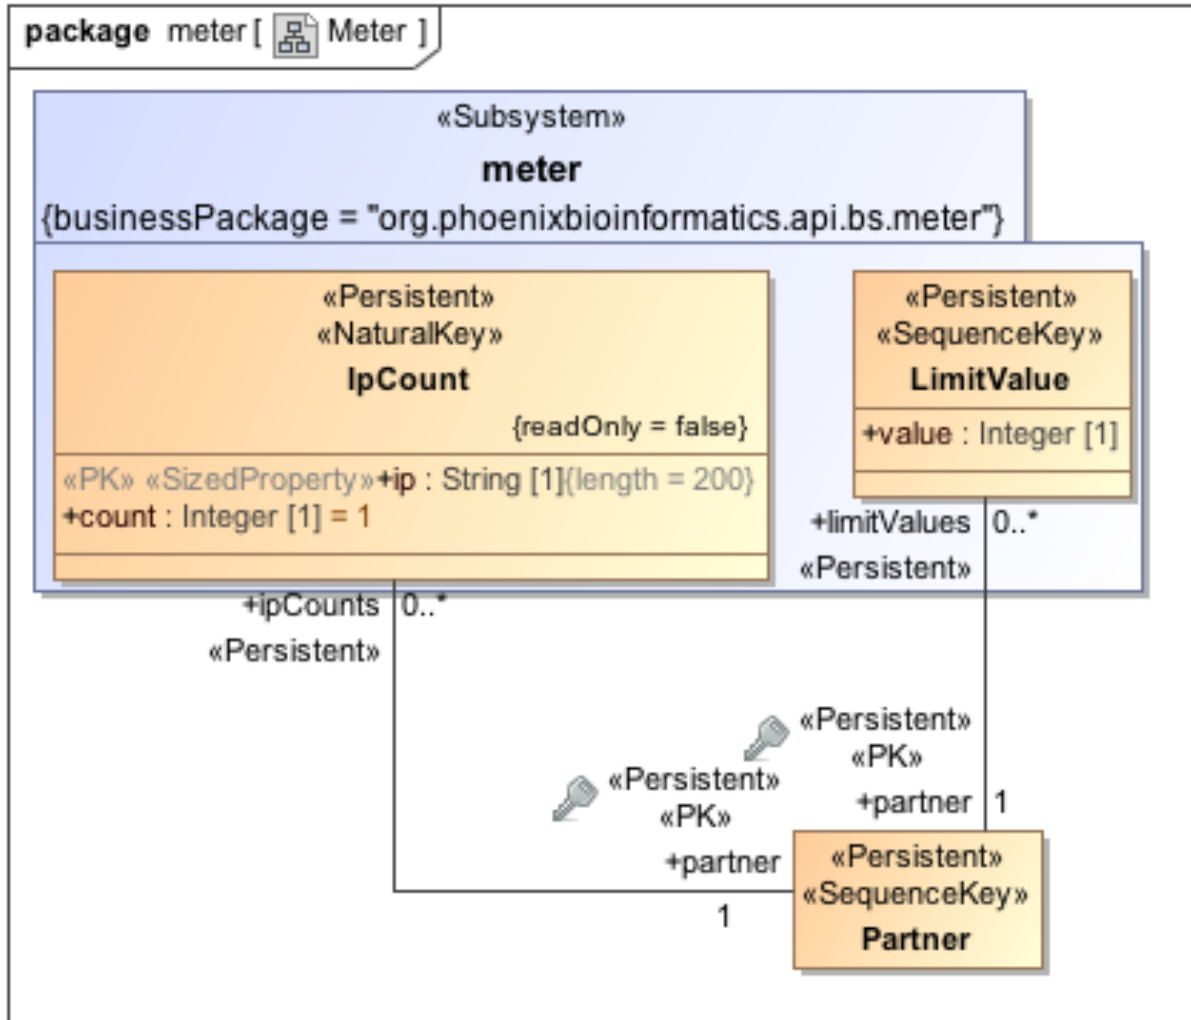 package meter [ Meter ]
«Subsystem»
meter
{businessPackage = "org.phoenixbioinformatics.api.bs.meter"}
«Persistent»
«NaturalKey»
IpCount
{readOnly = false}
«PK» «SizedProperty»+ip : String [1]{length = 200}
+count : Integer [1] = 1
«Persistent»
«SequenceKey»
LimitValue
+value : Integer [1]
+limitValues 0..*
«Persistent»
+ipCounts 0..*
«Persistent»
«Persistent»
«PK»
+partner 1
«Persistent»
«PK»
+partner
1
«Persistent»
«SequenceKey»
Partner